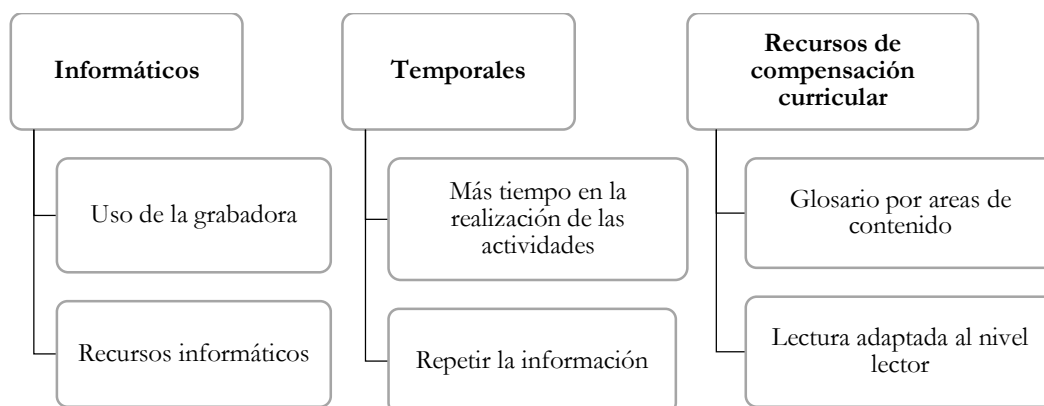 Informáticos
Uso de la grabadora
Recursos informáticos
Temporales
Más tiempo en la
realización de las
actividades
Repetir la información
Recursos de
compensación
curricular
Glosario por areas de
contenido
Lectura adaptada al nivel
lector